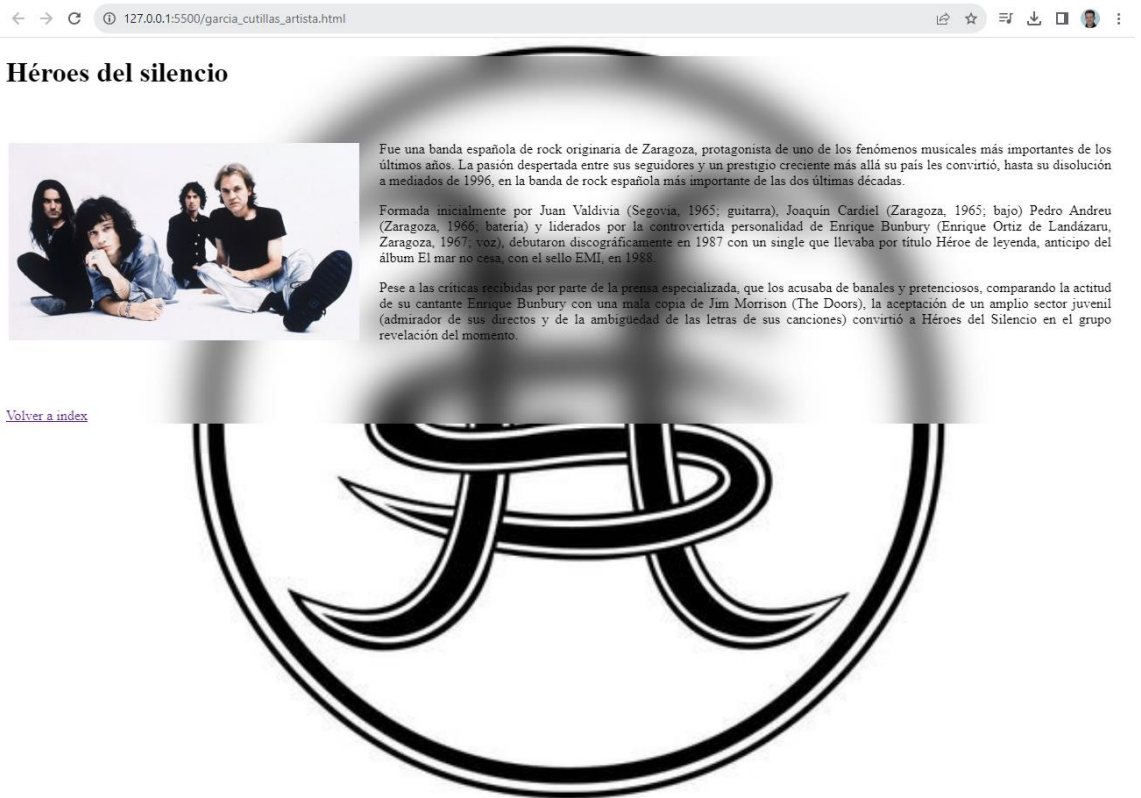 127.0.0.1:5500/garcia_cutillas_artista.html
Héroes del silencio
Fue una banda española de rock originaria de Zaragoza, protagonista de uno de los fenómenos musicales más importantes de los
últimos años. La pasión despertada entre sus seguidores y un prestigio creciente más allá su país les convirtió, hasta su disolución
a mediados de 1996, en la banda de rock española más importante de las dos últimas décadas.
Formada inicialmente por Juan Valdivia (Segovia, 1965; guitarra), Joaquín Cardiel (Zaragoza, 1965; bajo) Pedro Andreu
(Zaragoza, 1966; batería) y liderados por la controvertida personalidad de Enrique Bunbury (Enrique Ortiz de Landázaru,
Zaragoza, 1967; voz), debutaron discográficamente en 1987 con un single que llevaba por título Héroe de leyenda, anticipo del
álbum El mar no cesa, con el sello EMI, en 1988.
Pese a las críticas recibidas por parte de la prensa especializada, que los acusaba de banales y pretenciosos, comparando la actitud
de su cantante Enrique Bunbury con una mala copia de Jim Morrison (The Doors), la aceptación de un amplio sector juvenil
(admirador de sus directos y de la ambigüedad de las letras de sus canciones) convirtió a Héroes del Silencio en el grupo
revelación del momento.
Volver a index